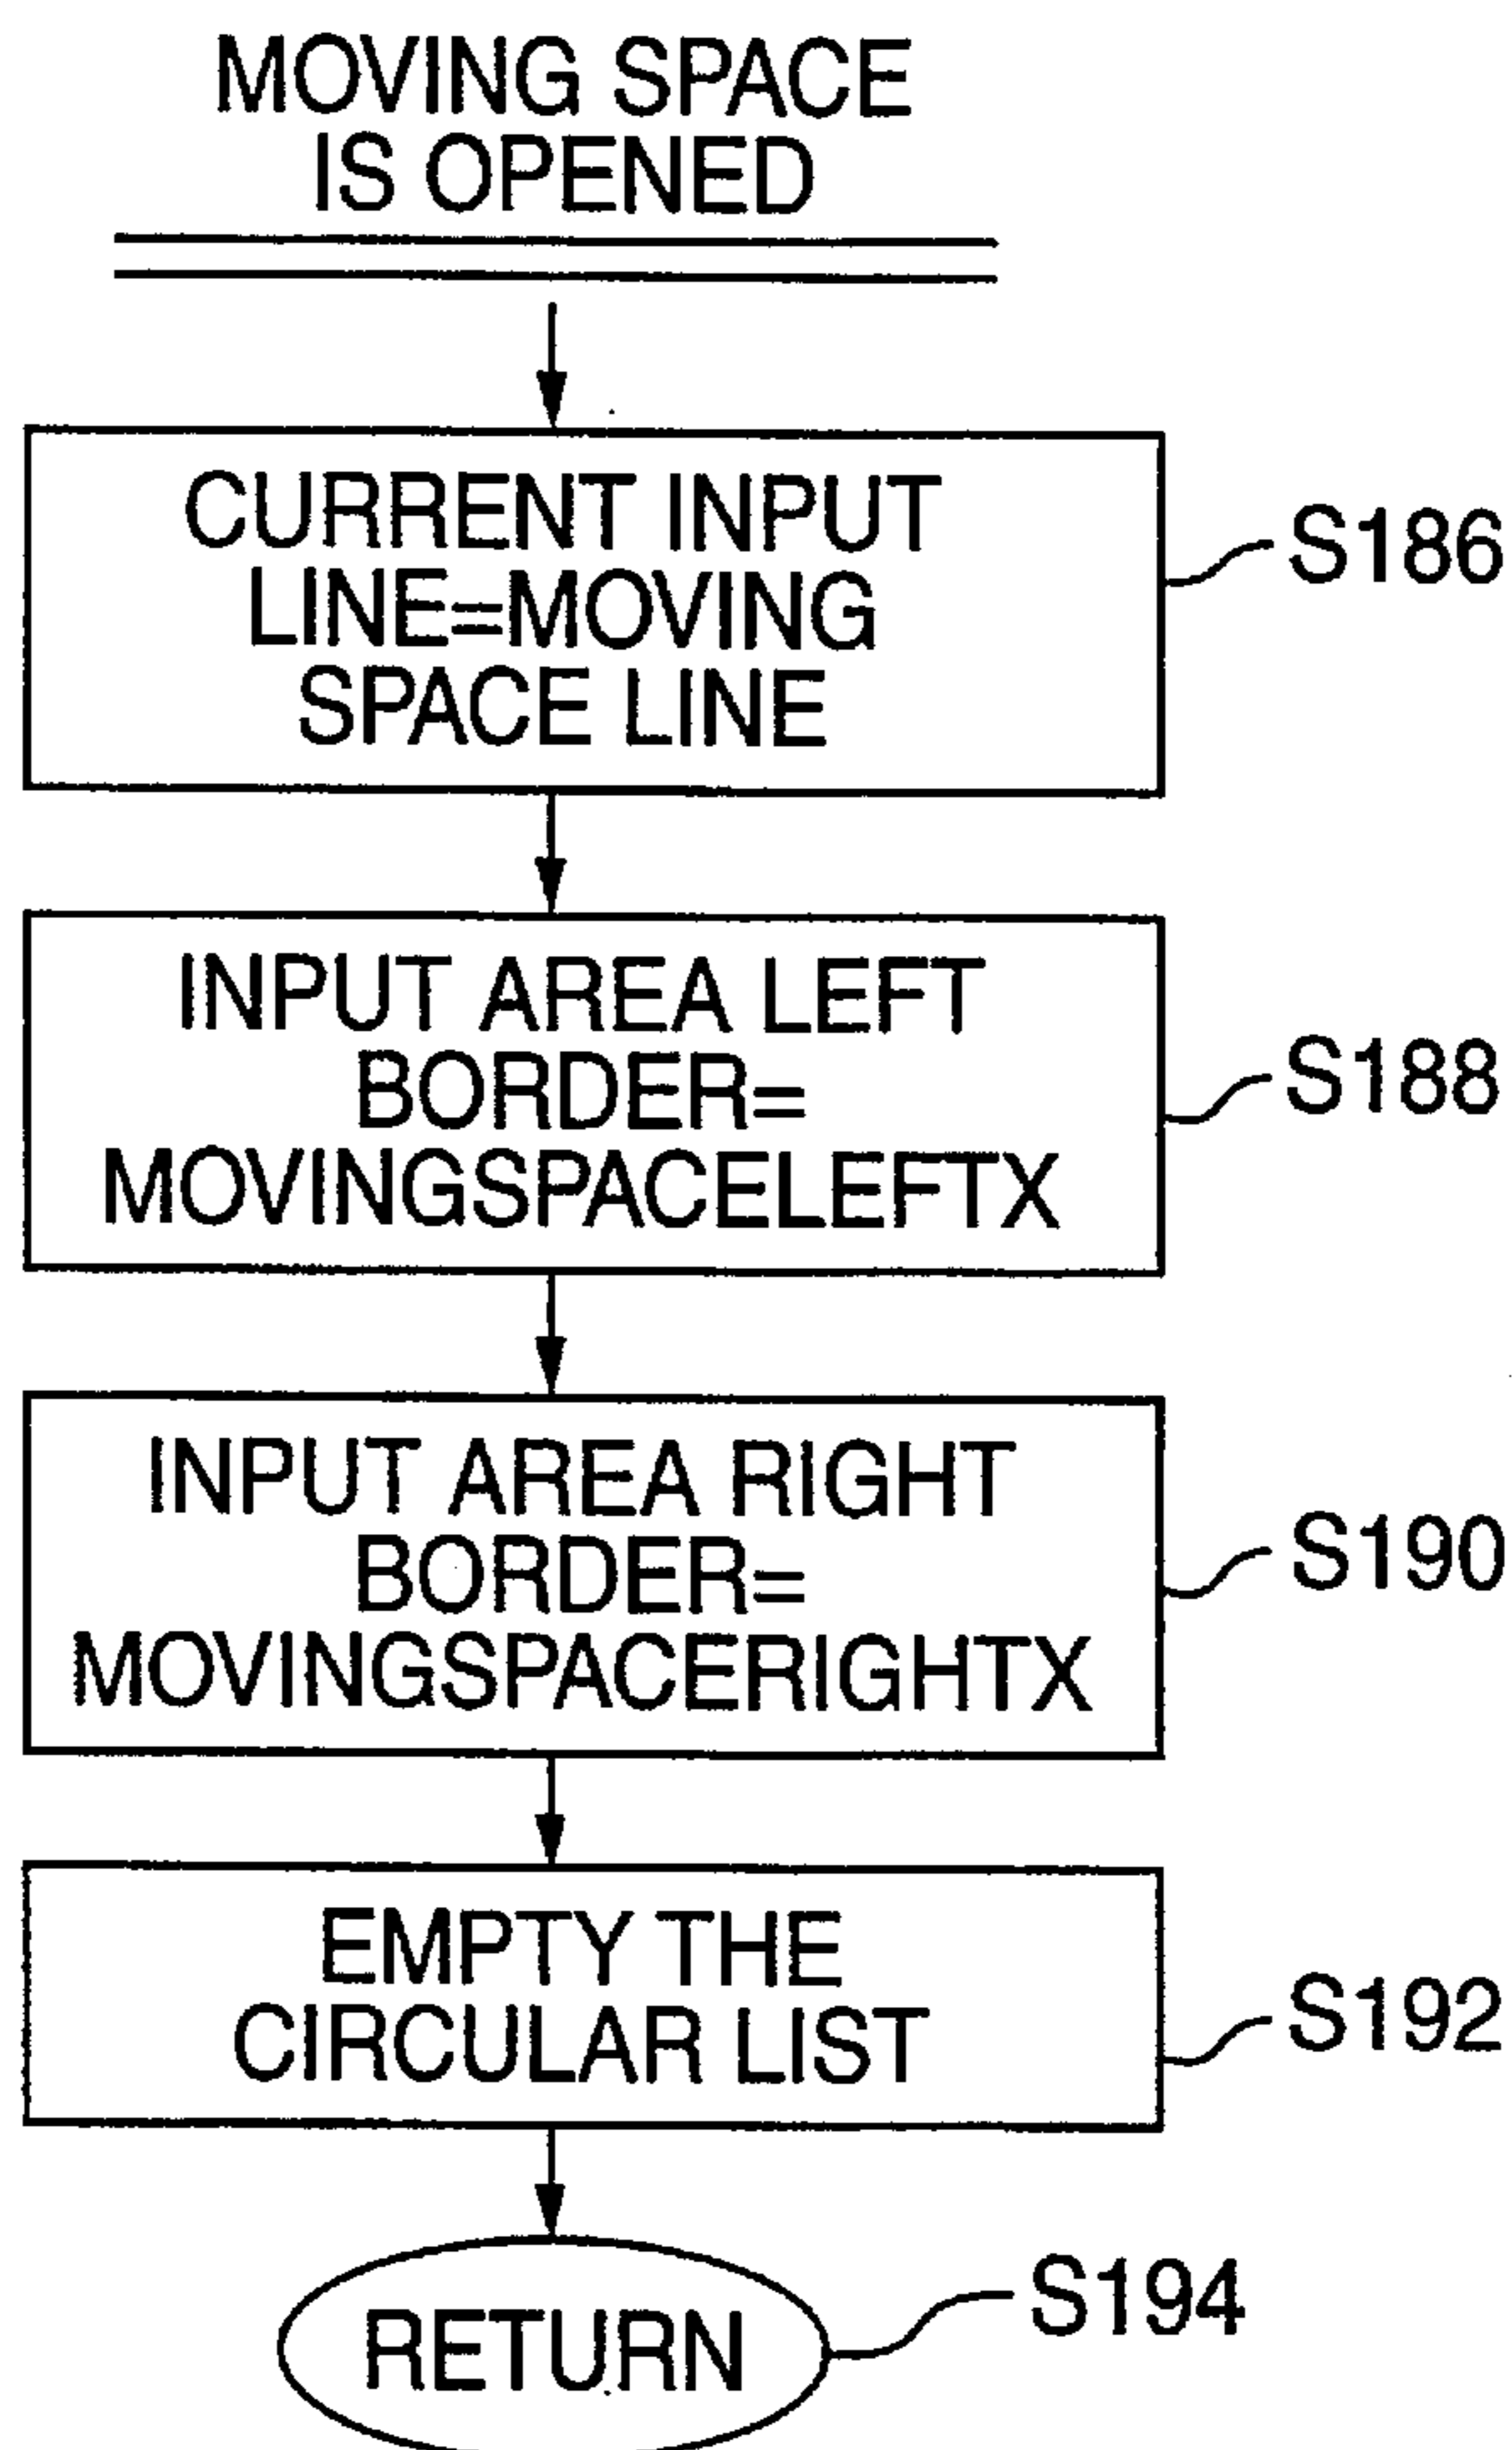 MOVING SPACE
IS OPENED
CURRENT INPUT
LINE=MOVING
SPACE LINE
S186
INPUT AREA LEFT
BORDER=
MOVINGSPACELEFTX
S188
INPUT AREA RIGHT
BORDER=
MOVINGSPACERIGHTX
S190
EMPTY THE
CIRCULAR LIST
S192
RETURN
S194